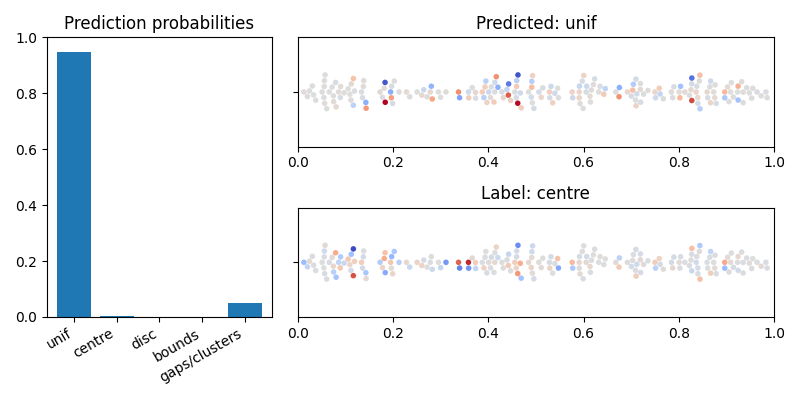 Prediction probabilities
1.0
0.8
0.6
0.4
0.2
0.0
unif
centre
disc
bounds
gaps/clusters
Predicted: unif
0.0 0.2 0.4 0.6 0.8 1.0
Label: centre
0.0 0.2 0.4 0.6 0.8 1.0